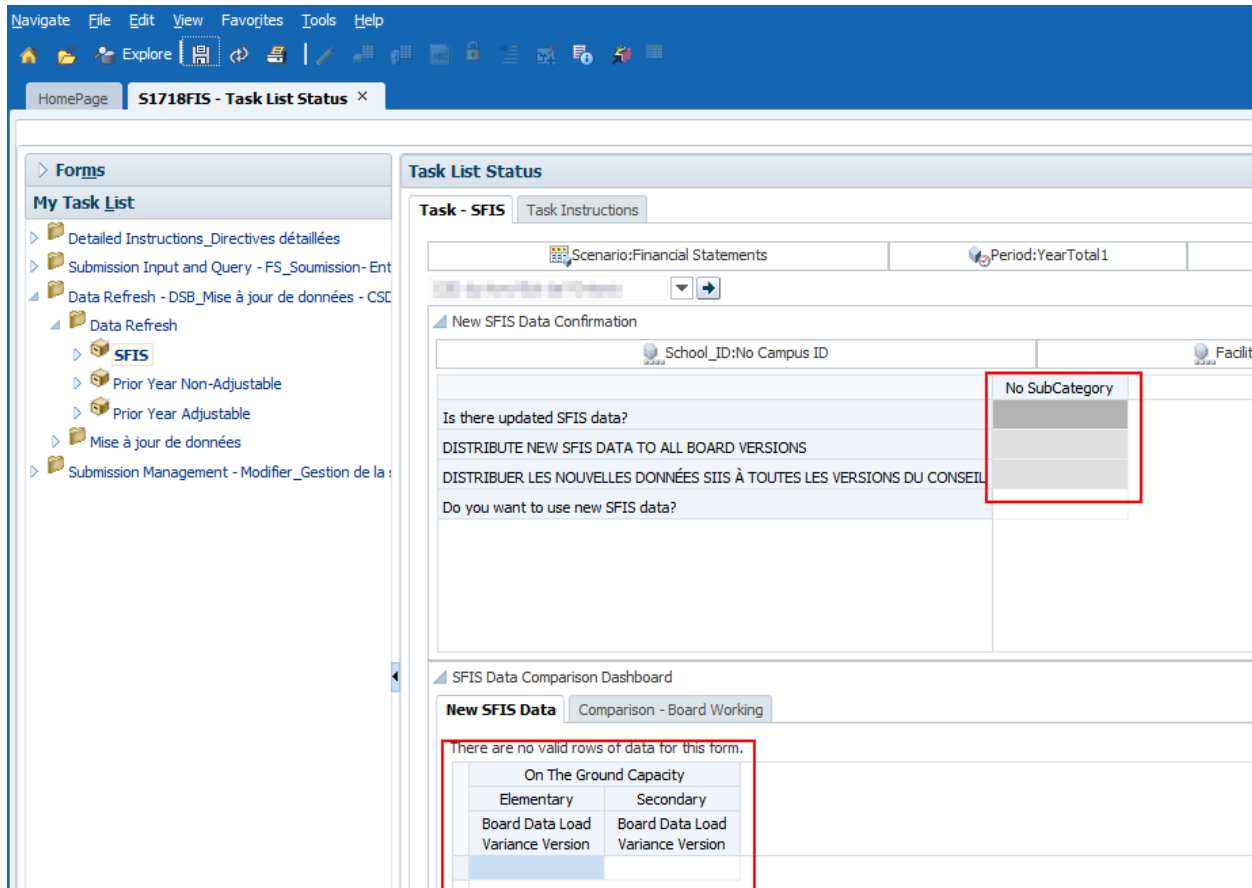 Navigate File Edit View Favorites Tools Help
Explore
HomePage S1718FIS - Task List Status ×
Forms
My Task List
Detailed Instructions_Directives détaillées
Submission Input and Query - FS_Soumission- Ent
Data Refresh - DSB_Mise à jour de données - CSD
Data Refresh
SFIS
Prior Year Non-Adjustable
Prior Year Adjustable
Mise à jour de données
Submission Management - Modifier_Gestion de la s
Task List Status
Task - SFIS Task Instructions
Scenario:Financial Statements Period:YearTotal1
New SFIS Data Confirmation
School_ID:No Campus ID Facilit
No SubCategory
Is there updated SFIS data?
DISTRIBUTE NEW SFIS DATA TO ALL BOARD VERSIONS
DISTRIBUER LES NOUVELLES DONNÉES SIIS À TOUTES LES VERSIONS DU CONSEIL
Do you want to use new SFIS data?
SFIS Data Comparison Dashboard
New SFIS Data Comparison - Board Working
There are no valid rows of data for this form.
On The Ground Capacity
Elementary Secondary
Board Data Load Board Data Load
Variance Version Variance Version